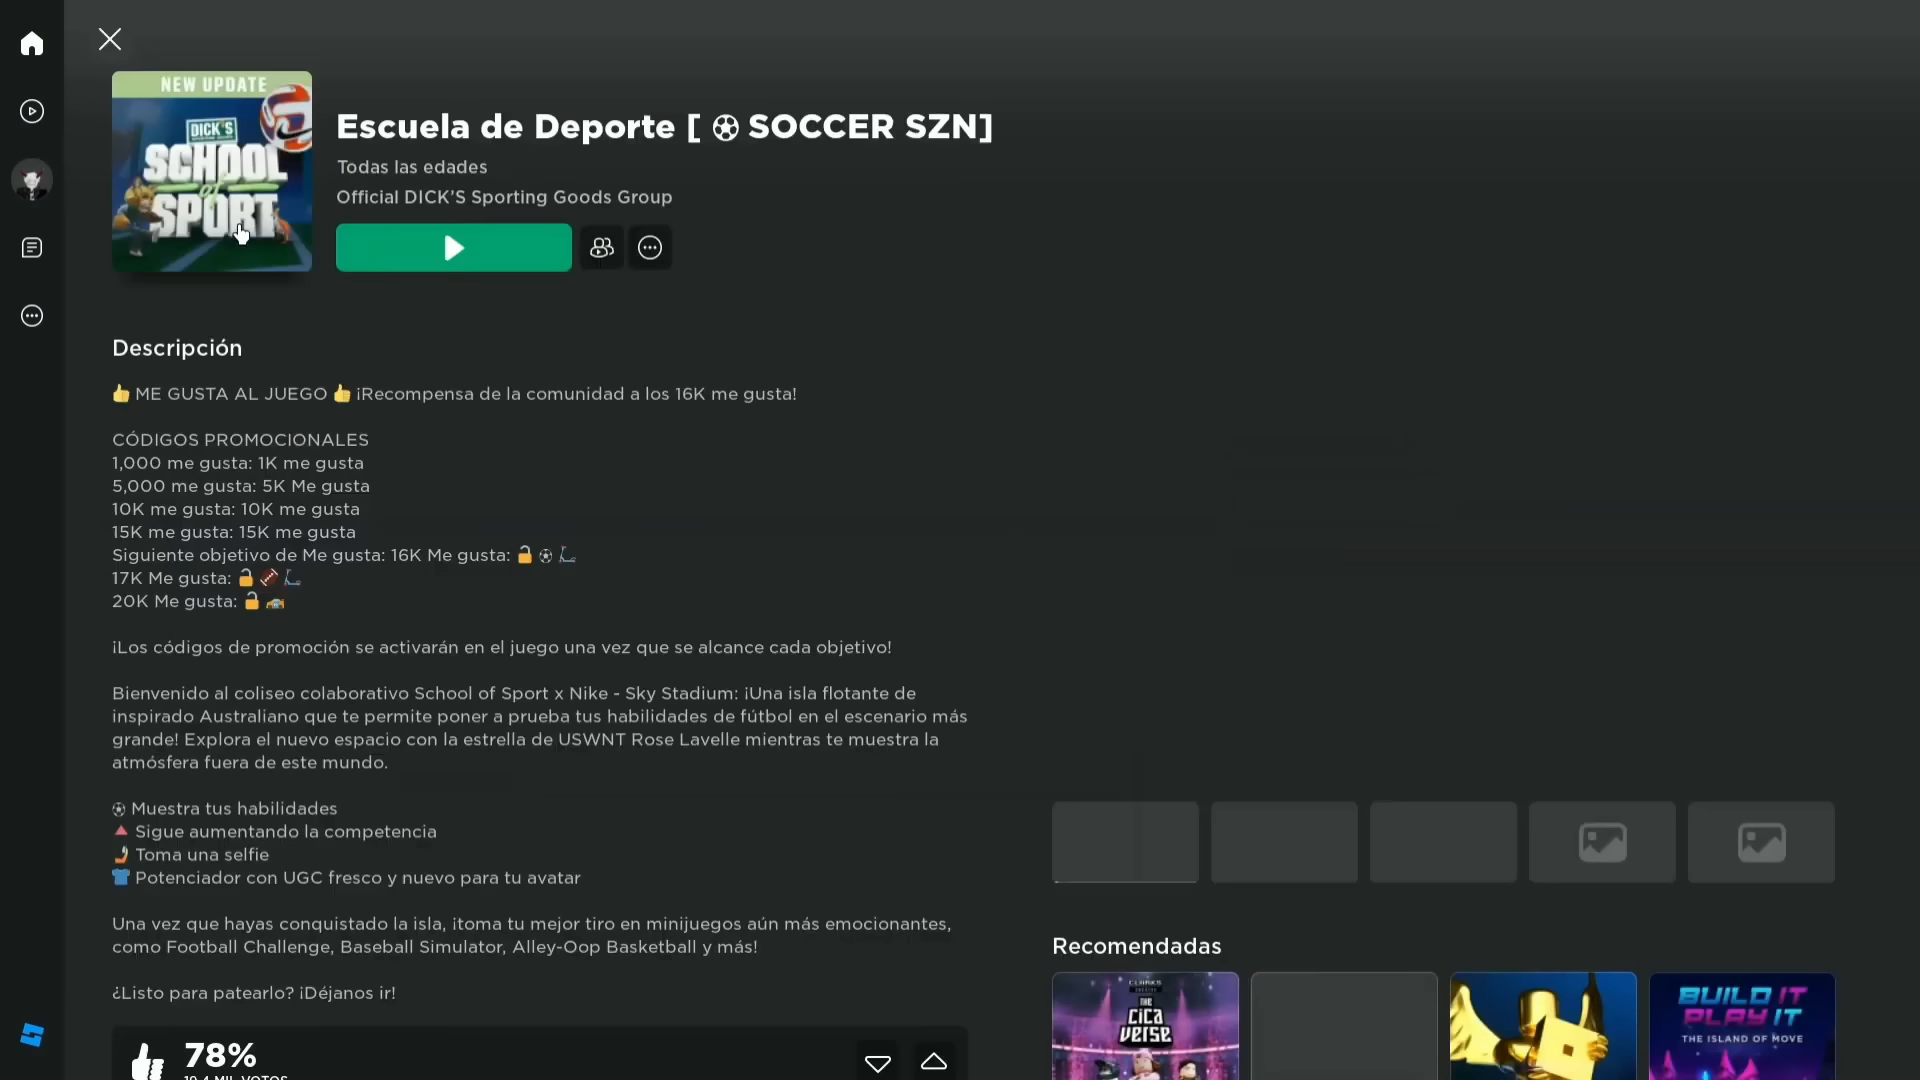 NEW UPDATE
DICK'S
SCHOOL
of
SPORT
Escuela de Deporte [ ⚽ SOCCER SZN]
Todas las edades
Official DICK'S Sporting Goods Group
Descripción
👍 ME GUSTA AL JUEGO 👍 ¡Recompensa de la comunidad a los 16K me gusta!
CÓDIGOS PROMOCIONALES
1,000 me gusta: 1K me gusta
5,000 me gusta: 5K Me gusta
10K me gusta: 10K me gusta
15K me gusta: 15K me gusta
Siguiente objetivo de Me gusta: 16K Me gusta: 🔓 ⚽ 🛴
17K Me gusta: 🔓 🏈 🛴
20K Me gusta: 🔓 🚕
¡Los códigos de promoción se activarán en el juego una vez que se alcance cada objetivo!
Bienvenido al coliseo colaborativo School of Sport x Nike - Sky Stadium: ¡Una isla flotante de
inspirado Australiano que te permite poner a prueba tus habilidades de fútbol en el escenario más
grande! Explora el nuevo espacio con la estrella de USWNT Rose Lavelle mientras te muestra la
atmósfera fuera de este mundo.
⚽ Muestra tus habilidades
🔺 Sigue aumentando la competencia
🤳 Toma una selfie
👕 Potenciador con UGC fresco y nuevo para tu avatar
Una vez que hayas conquistado la isla, ¡toma tu mejor tiro en minijuegos aún más emocionantes,
como Football Challenge, Baseball Simulator, Alley-Oop Basketball y más!
¿Listo para patearlo? ¡Déjanos ir!
78%
19.4 MIL VOTOS
Recomendadas
CLARKS
THE
CICA
VERSE
BUILD IT
PLAY IT
THE ISLAND OF MOVE